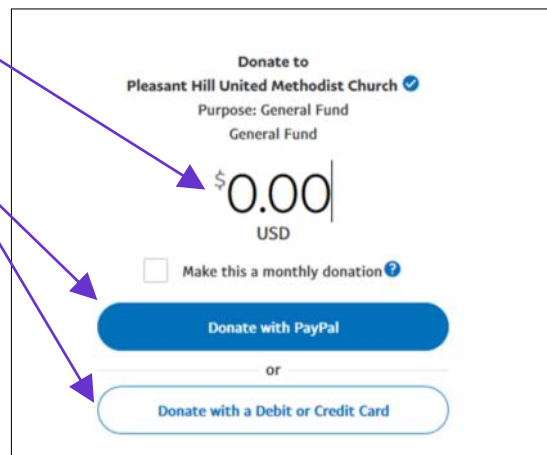 Donate to
Pleasant Hill United Methodist Church
Purpose: General Fund
General Fund
$0.00
USD
Make this a monthly donation ?
Donate with PayPal
or
Donate with a Debit or Credit Card